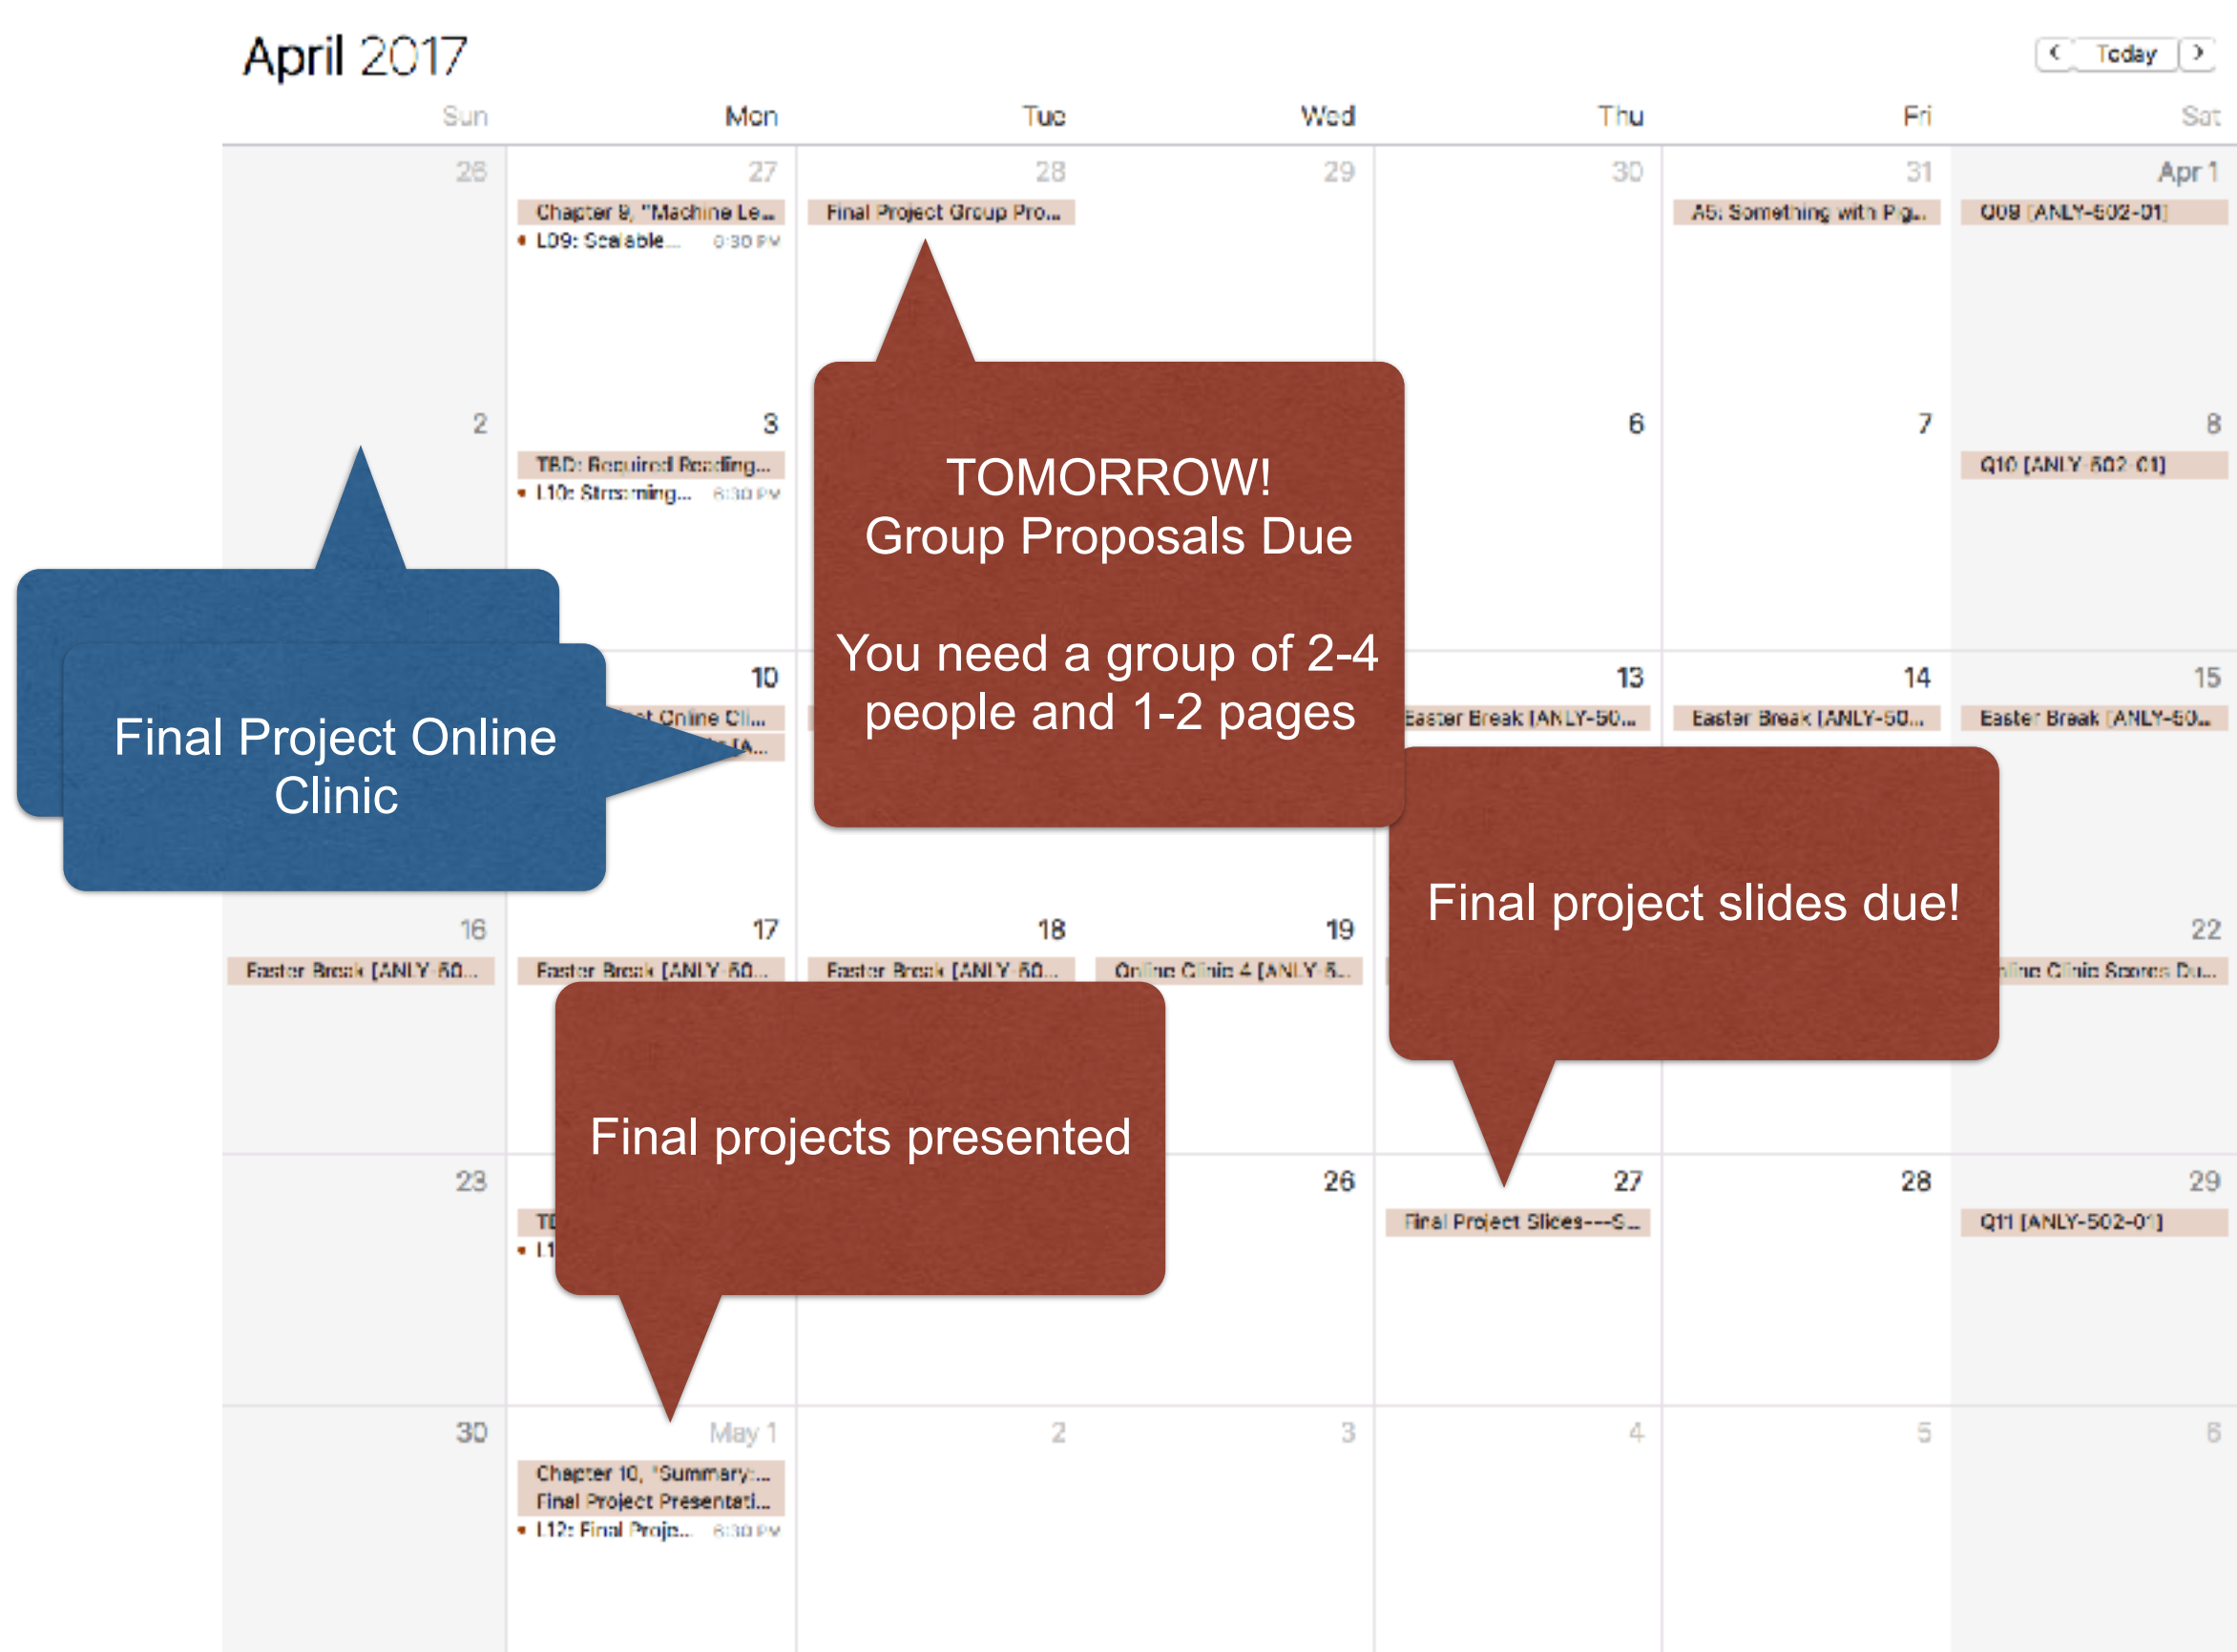 April 2017
< Today >
Sun Mon Tue Wed Thu Fri Sat
26 27 28 29 30 31 Apr 1
Chapter 9, "Machine Le... Final Project Group Pro... A5: Something with Pig... Q09 [ANLY-502-01]
• L09: Scalable... 6:30 PM
2 3 6 7 8
TBD: Required Reading... Q10 [ANLY-502-01]
• L10: Streaming... 6:30 PM
TOMORROW!
Group Proposals Due
You need a group of 2-4
people and 1-2 pages
10 13 14 15
Online Cli... Easter Break [ANLY-50... Easter Break [ANLY-50... Easter Break [ANLY-50...
Final Project Online
Clinic
Final project slides due!
16 17 18 19 22
Easter Break [ANLY-50... Easter Break [ANLY-50... Easter Break [ANLY-50... Online Clinic 4 [ANLY-5... Clinic Scores Du...
Final projects presented
23 26 27 28 29
Final Project Slides---S... Q11 [ANLY-502-01]
30 May 1 2 3 4 5 6
Chapter 10, "Summary:...
Final Project Presentati...
• L12: Final Proje... 6:30 PM